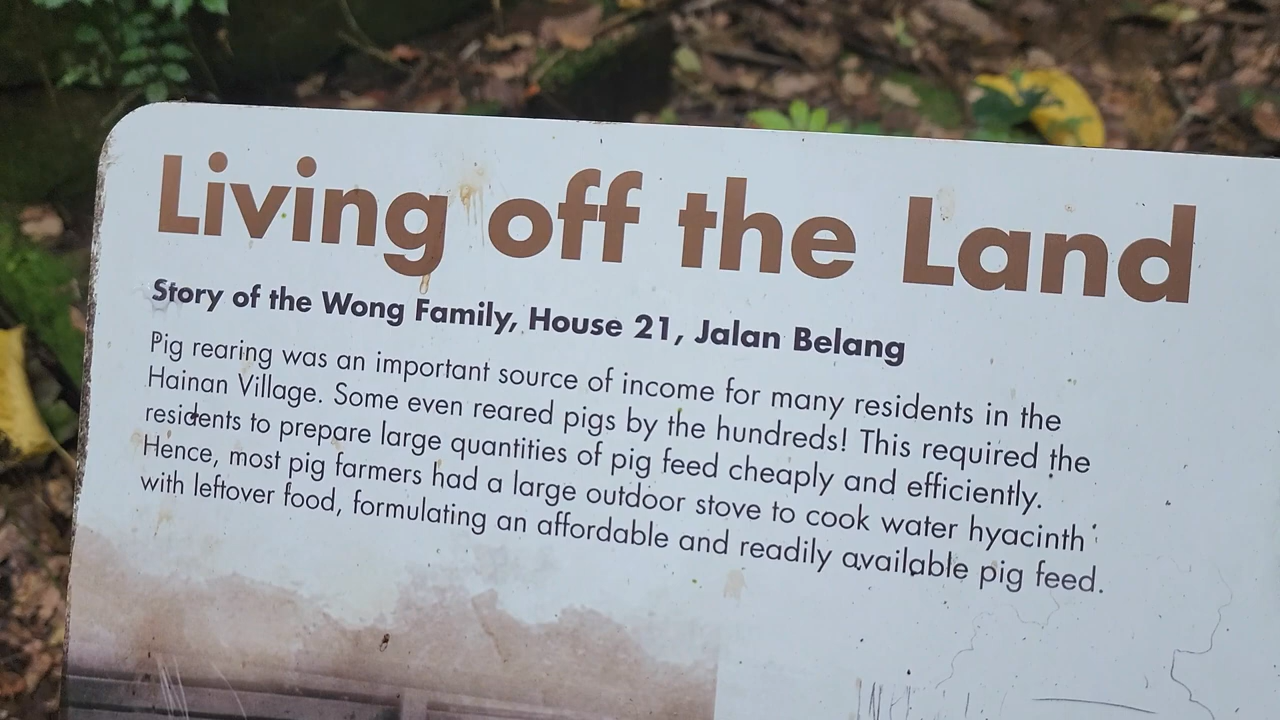 Living off the Land
Story of the Wong Family, House 21, Jalan Belang
Pig rearing was an important source of income for many residents in the
Hainan Village. Some even reared pigs by the hundreds! This required the
residents to prepare large quantities of pig feed cheaply and efficiently.
Hence, most pig farmers had a large outdoor stove to cook water hyacinth
with leftover food, formulating an affordable and readily available pig feed.